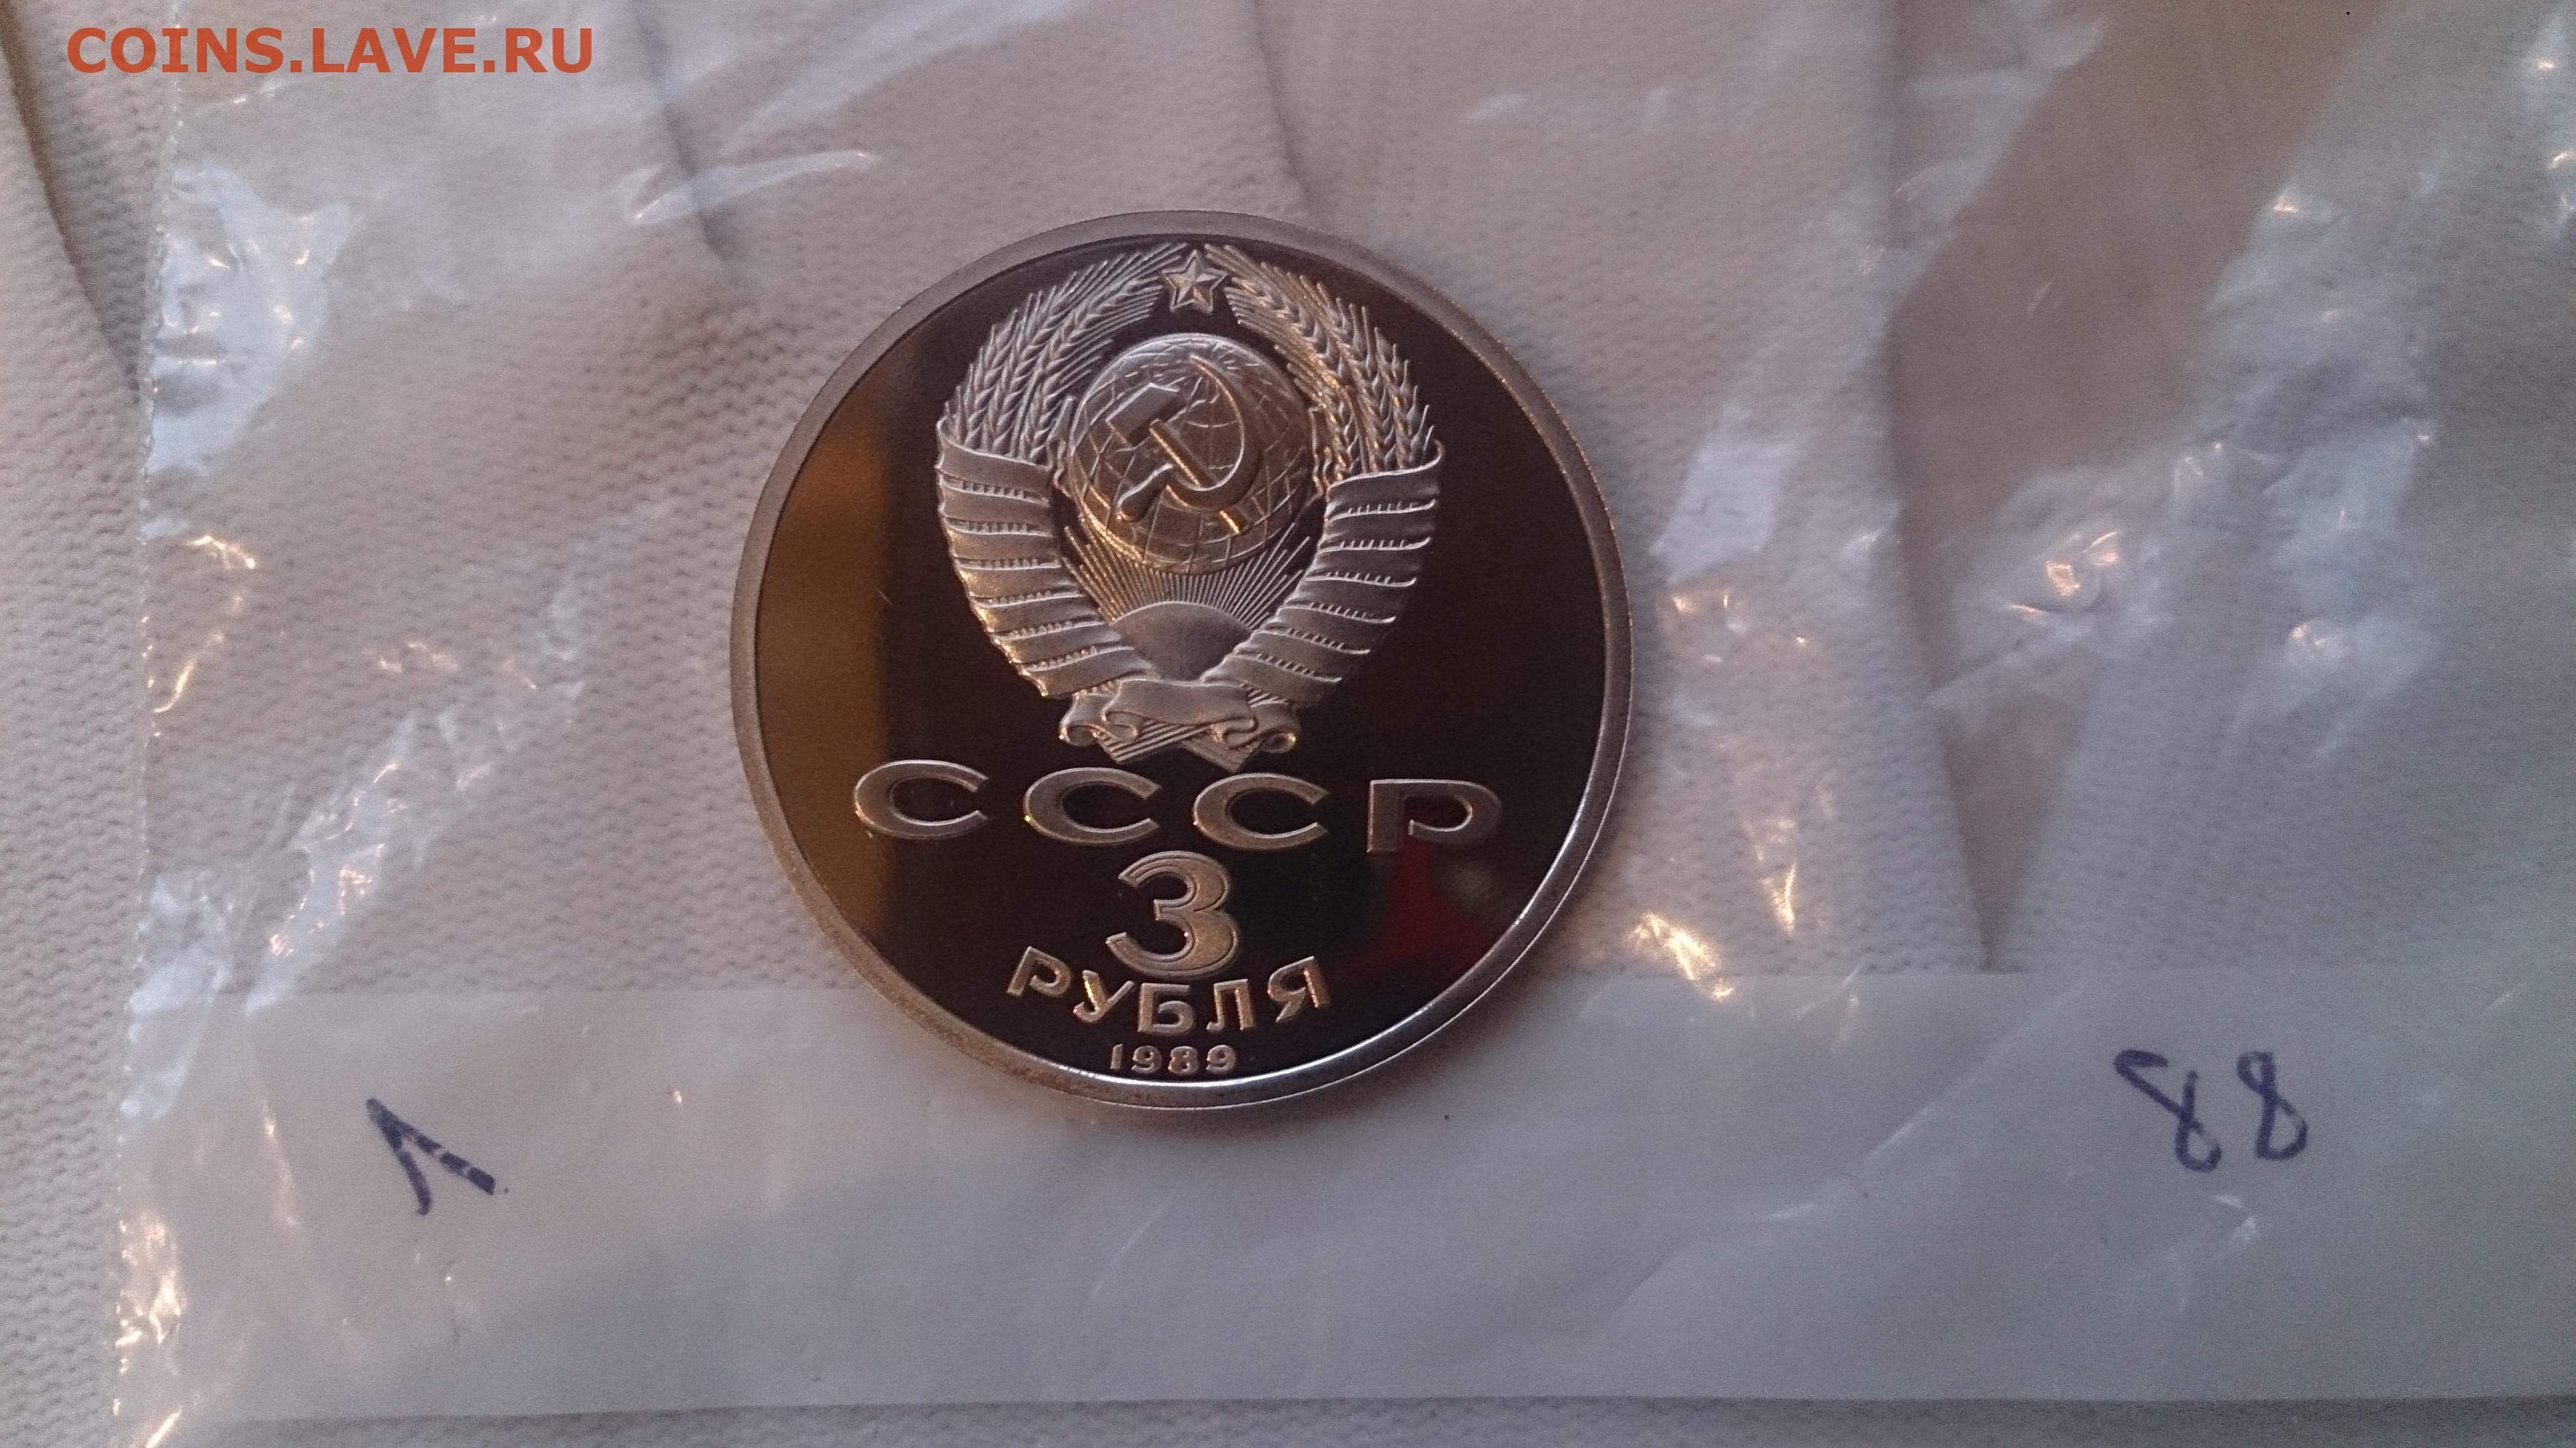 COINS.LAVE.RU
СССР
3
РУБЛЯ
1989
Л 88